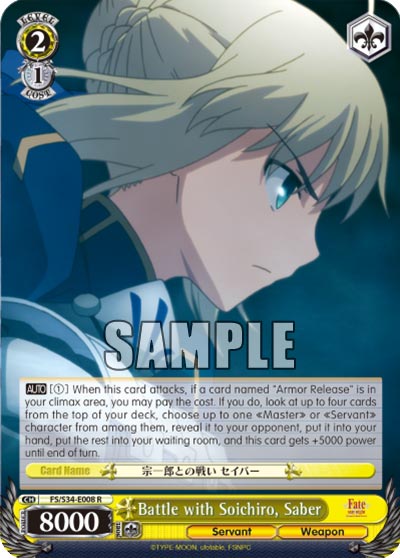 LEVEL
2
1
COST
SAMPLE
AUTO [①] When this card attacks, if a card named "Armor Release" is in
your climax area, you may pay the cost. If you do, look at up to four cards
from the top of your deck, choose up to one «Master» or «Servant»
character from among them, reveal it to your opponent, put it into your
hand, put the rest into your waiting room, and this card gets +5000 power
until end of turn.
Card Name 宗一郎との戦い セイバー
CH FS/S34-E008 R Battle with Soichiro, Saber Fate
POWER 8000 SOUL Servant Weapon
©TYPE-MOON, ufotable, FSNPC